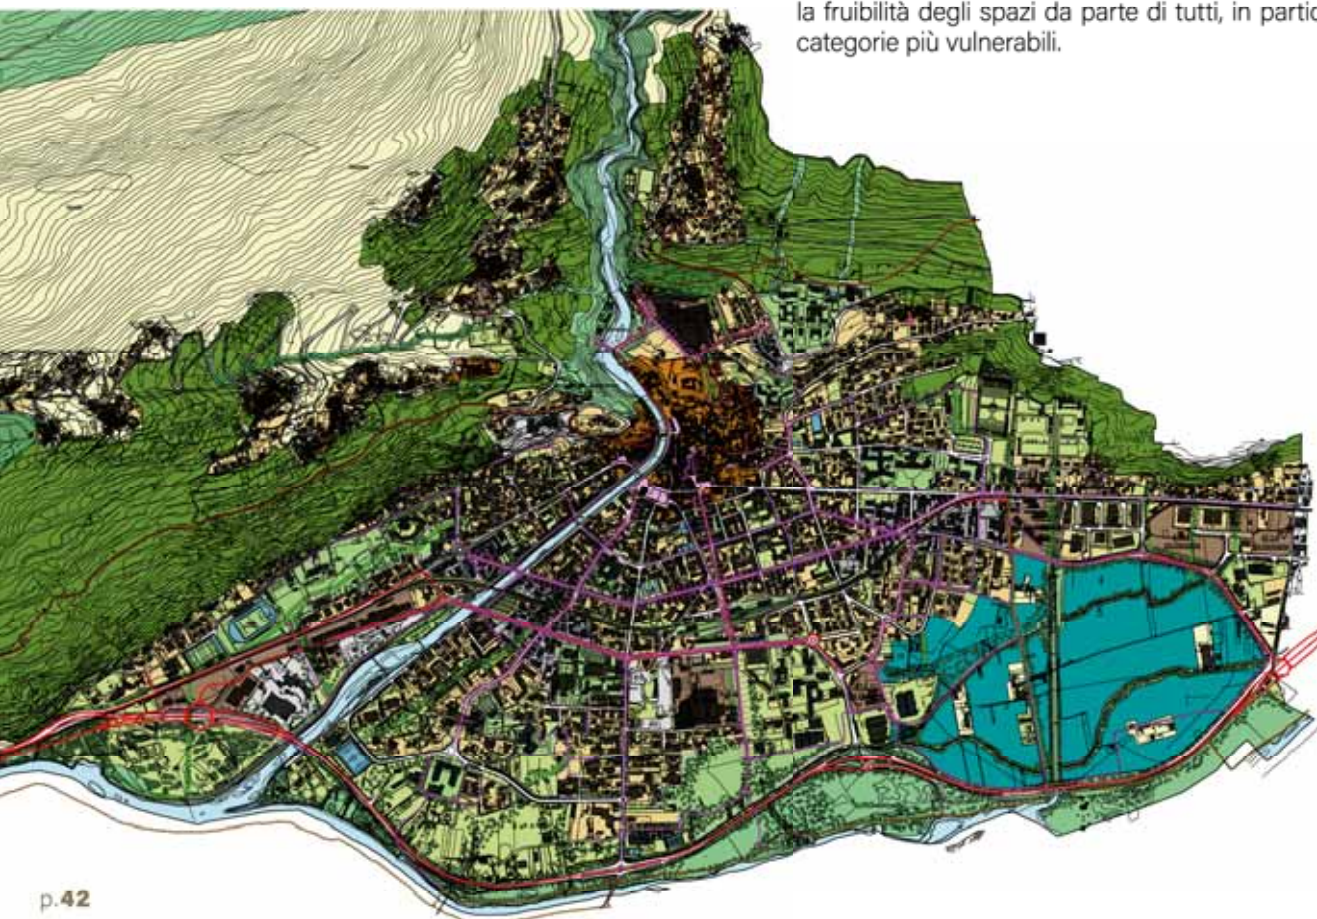 la fruibilità degli spazi da parte di tutti, in partic
categorie più vulnerabili.
p.42